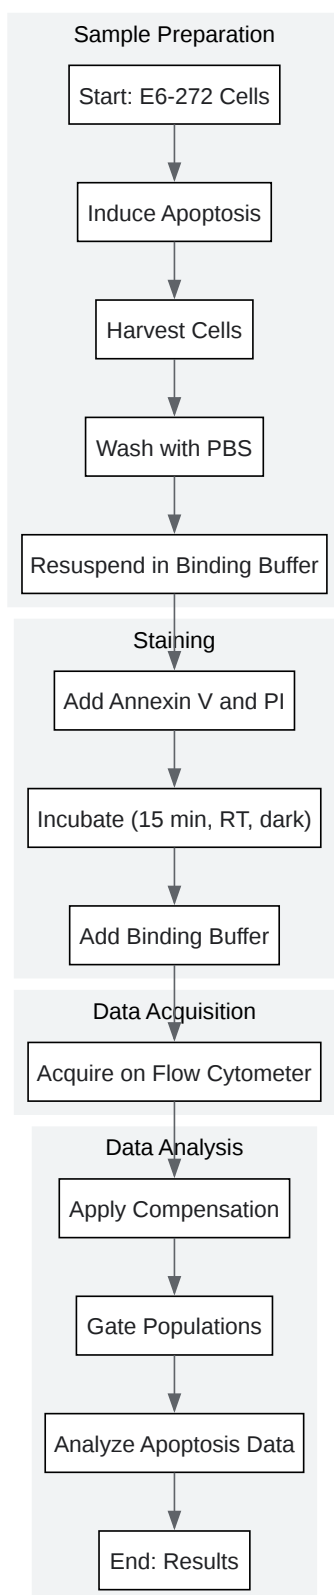 Sample Preparation
Start: E6-272 Cells
Induce Apoptosis
Harvest Cells
Wash with PBS
Resuspend in Binding Buffer
Staining
Add Annexin V and PI
Incubate (15 min, RT, dark)
Add Binding Buffer
Data Acquisition
Acquire on Flow Cytometer
Data Analysis
Apply Compensation
Gate Populations
Analyze Apoptosis Data
End: Results